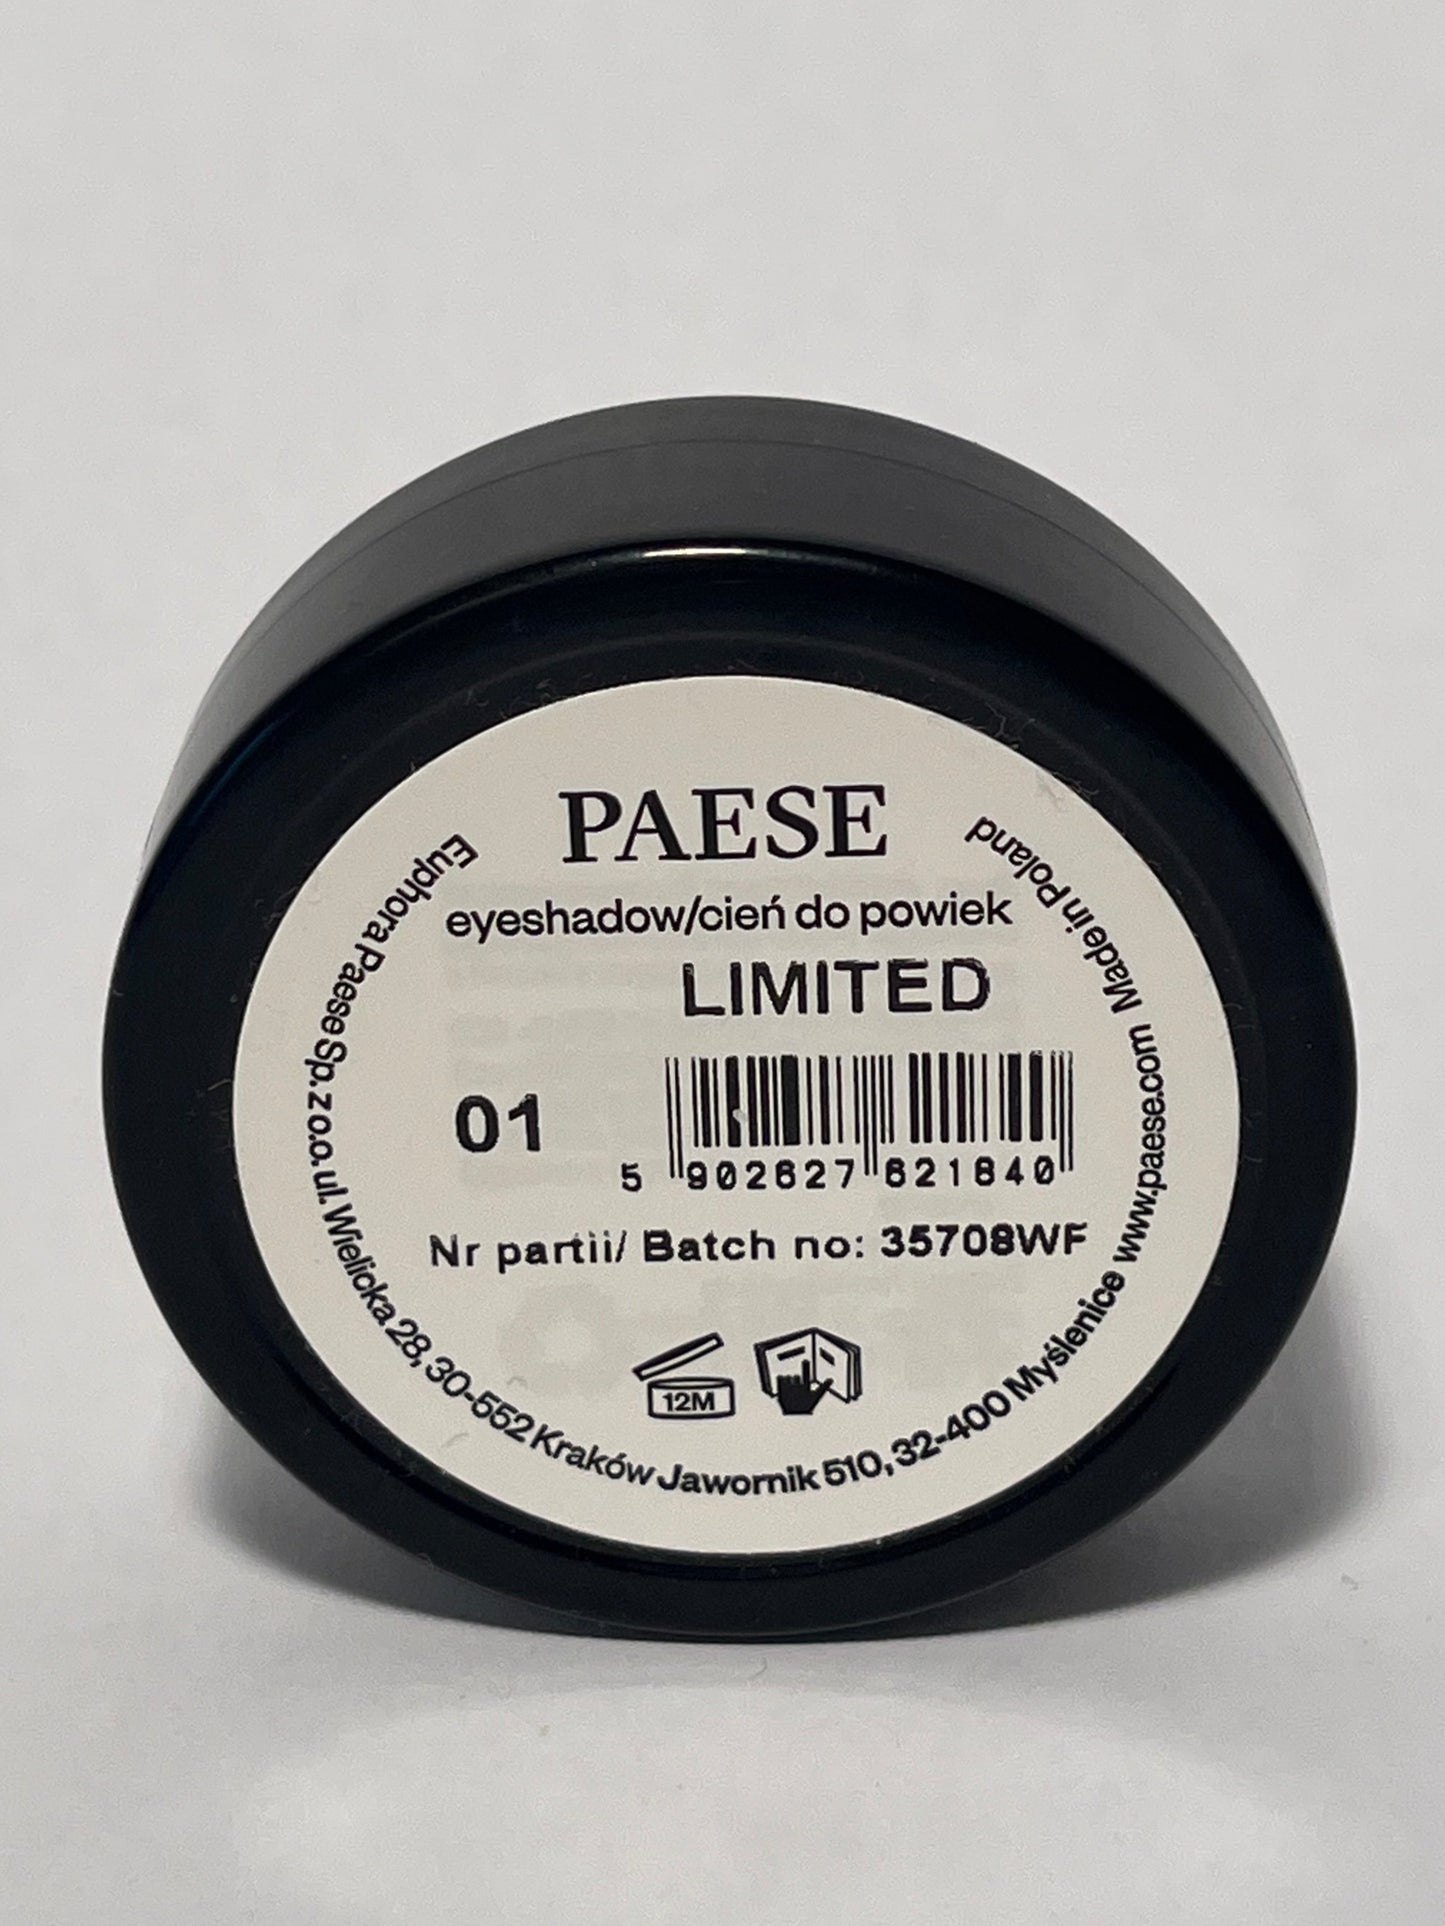 PAESE
eyeshadow/cień do powiek
LIMITED
01
5 902627 621840
Nr partii/ Batch no: 35708WF
12M
Euphora Paese Sp. z o.o. ul. Wielicka 28, 30-552 Kraków Jawornik 510, 32-400 Myślenice www.paese.com Made in Poland